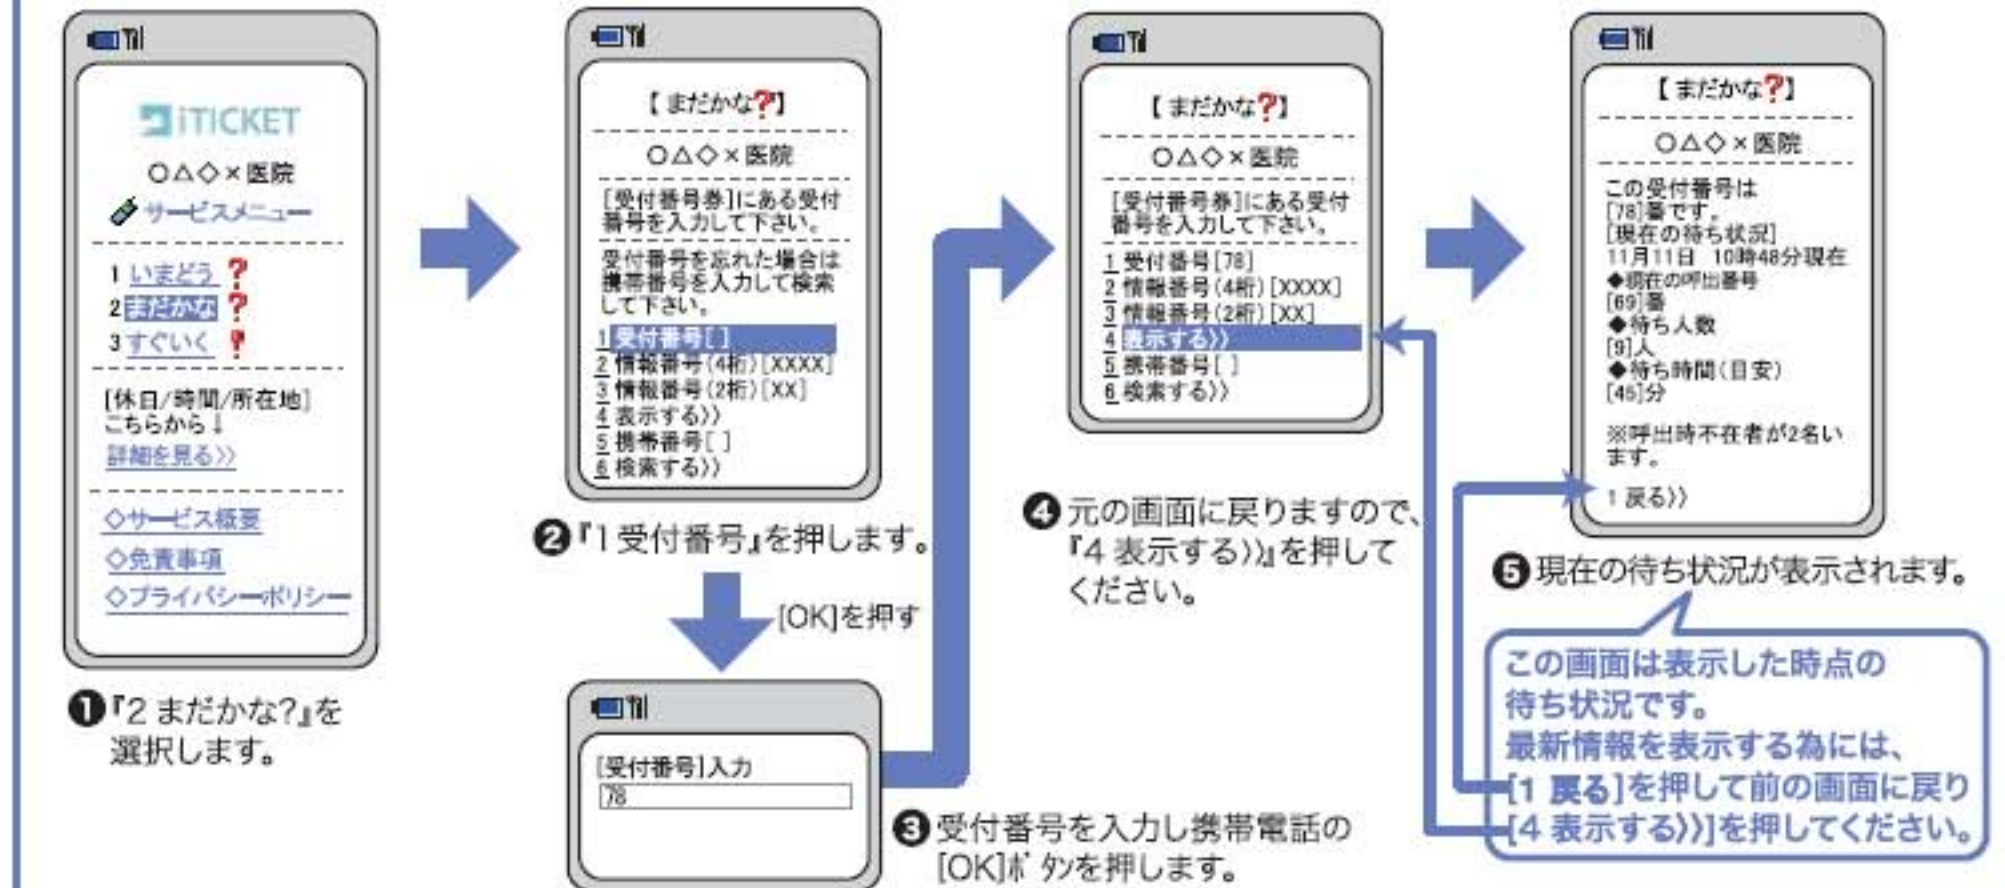 iTICKET
○△◇×医院
サービスメニュー
1 いまどう?
2 まだかな?
3 すぐいく!
[休日/時間/所在地]
こちらから↓
詳細を見る》
◇サービス概要
◇免責事項
◇プライバシーポリシー
❶『2 まだかな?』を
選択します。
【まだかな?】
○△◇×医院
[受付番号券]にある受付
番号を入力して下さい。
受付番号を忘れた場合は
携帯番号を入力して検索
して下さい。
1 受付番号[ ]
2 情報番号(4桁)[XXXX]
3 情報番号(2桁)[XX]
4 表示する》
5 携帯番号[ ]
6 検索する》
❷『1 受付番号』を押します。
[OK]を押す
[受付番号]入力
78
❸受付番号を入力し携帯電話の
[OK]ボタンを押します。
【まだかな?】
○△◇×医院
[受付番号券]にある受付
番号を入力して下さい。
1 受付番号[78]
2 情報番号(4桁)[XXXX]
3 情報番号(2桁)[XX]
4 表示する》
5 携帯番号[ ]
6 検索する》
❹元の画面に戻りますので、
『4 表示する》』を押して
ください。
【まだかな?】
○△◇×医院
この受付番号は
[78]番です。
[現在の待ち状況]
11月11日 10時48分現在
◆現在の呼出番号
[69]番
◆待ち人数
[9]人
◆待ち時間(目安)
[45]分
※呼出時不在者が2名い
ます。
1 戻る》
❺現在の待ち状況が表示されます。
この画面は表示した時点の
待ち状況です。
最新情報を表示する為には、
[1 戻る]を押して前の画面に戻り
[4 表示する》]を押してください。